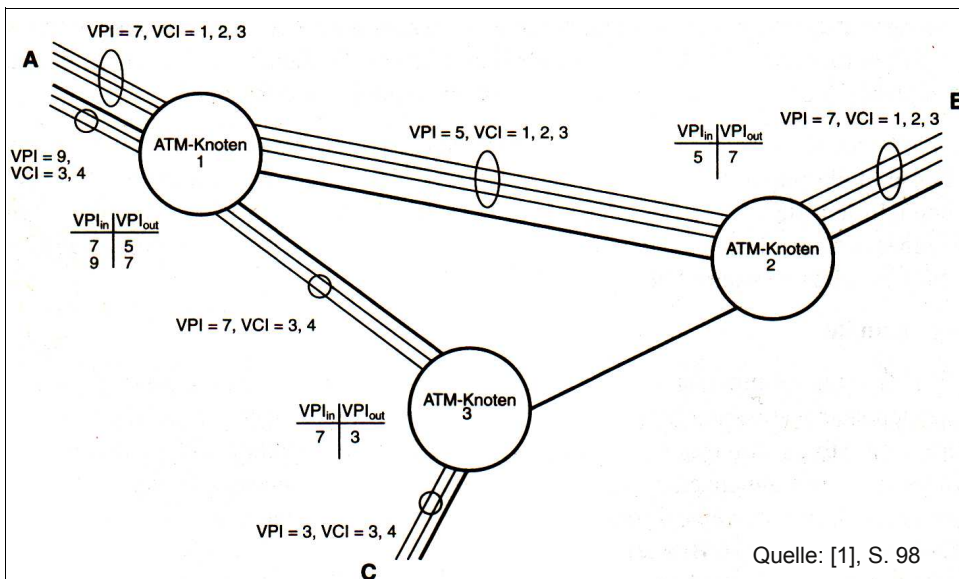 VPI = 7, VCI = 1, 2, 3
A
ATM-Knoten
1
VPI = 9,
VCI = 3, 4
VPIin VPIout
7 5
9 7
VPI = 5, VCI = 1, 2, 3
VPIin VPIout
5 7
VPI = 7, VCI = 1, 2, 3
ATM-Knoten
2
VPI = 7, VCI = 3, 4
ATM-Knoten
3
VPIin VPIout
7 3
VPI = 3, VCI = 3, 4
C
Quelle: [1], S. 98